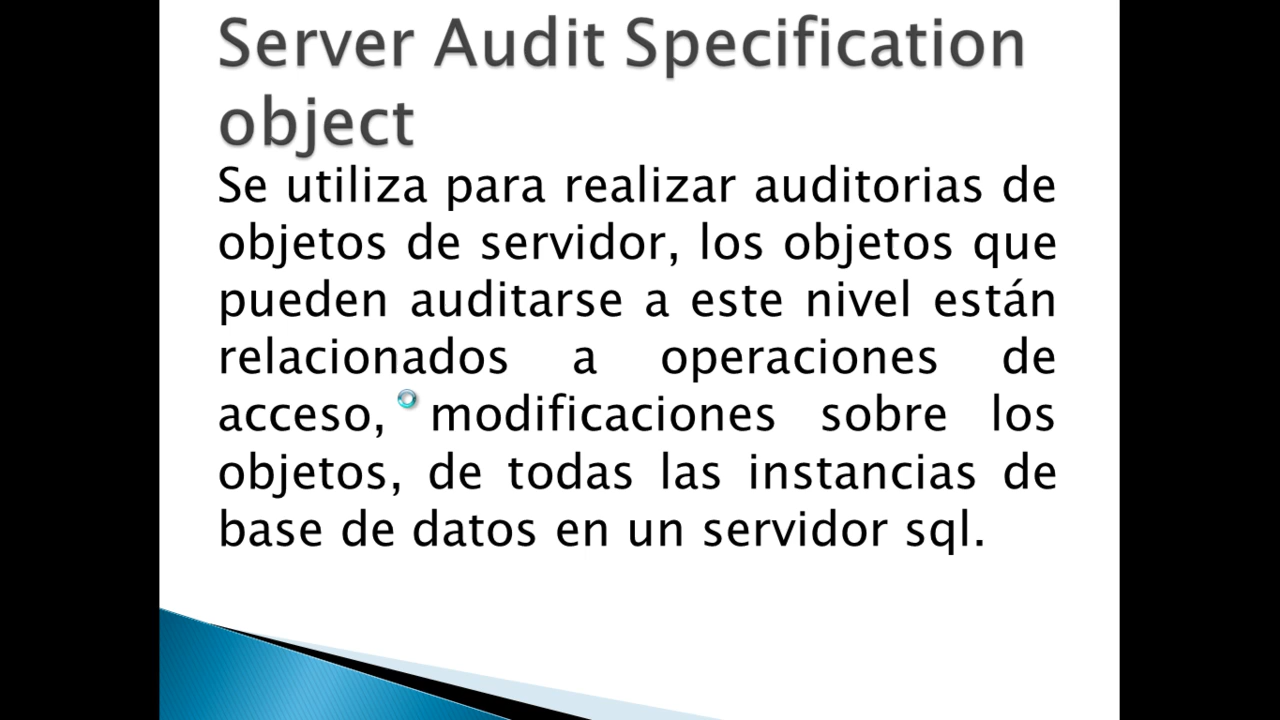 Server Audit Specification
object
Se utiliza para realizar auditorias de
objetos de servidor, los objetos que
pueden auditarse a este nivel están
relacionados a operaciones de
acceso, modificaciones sobre los
objetos, de todas las instancias de
base de datos en un servidor sql.